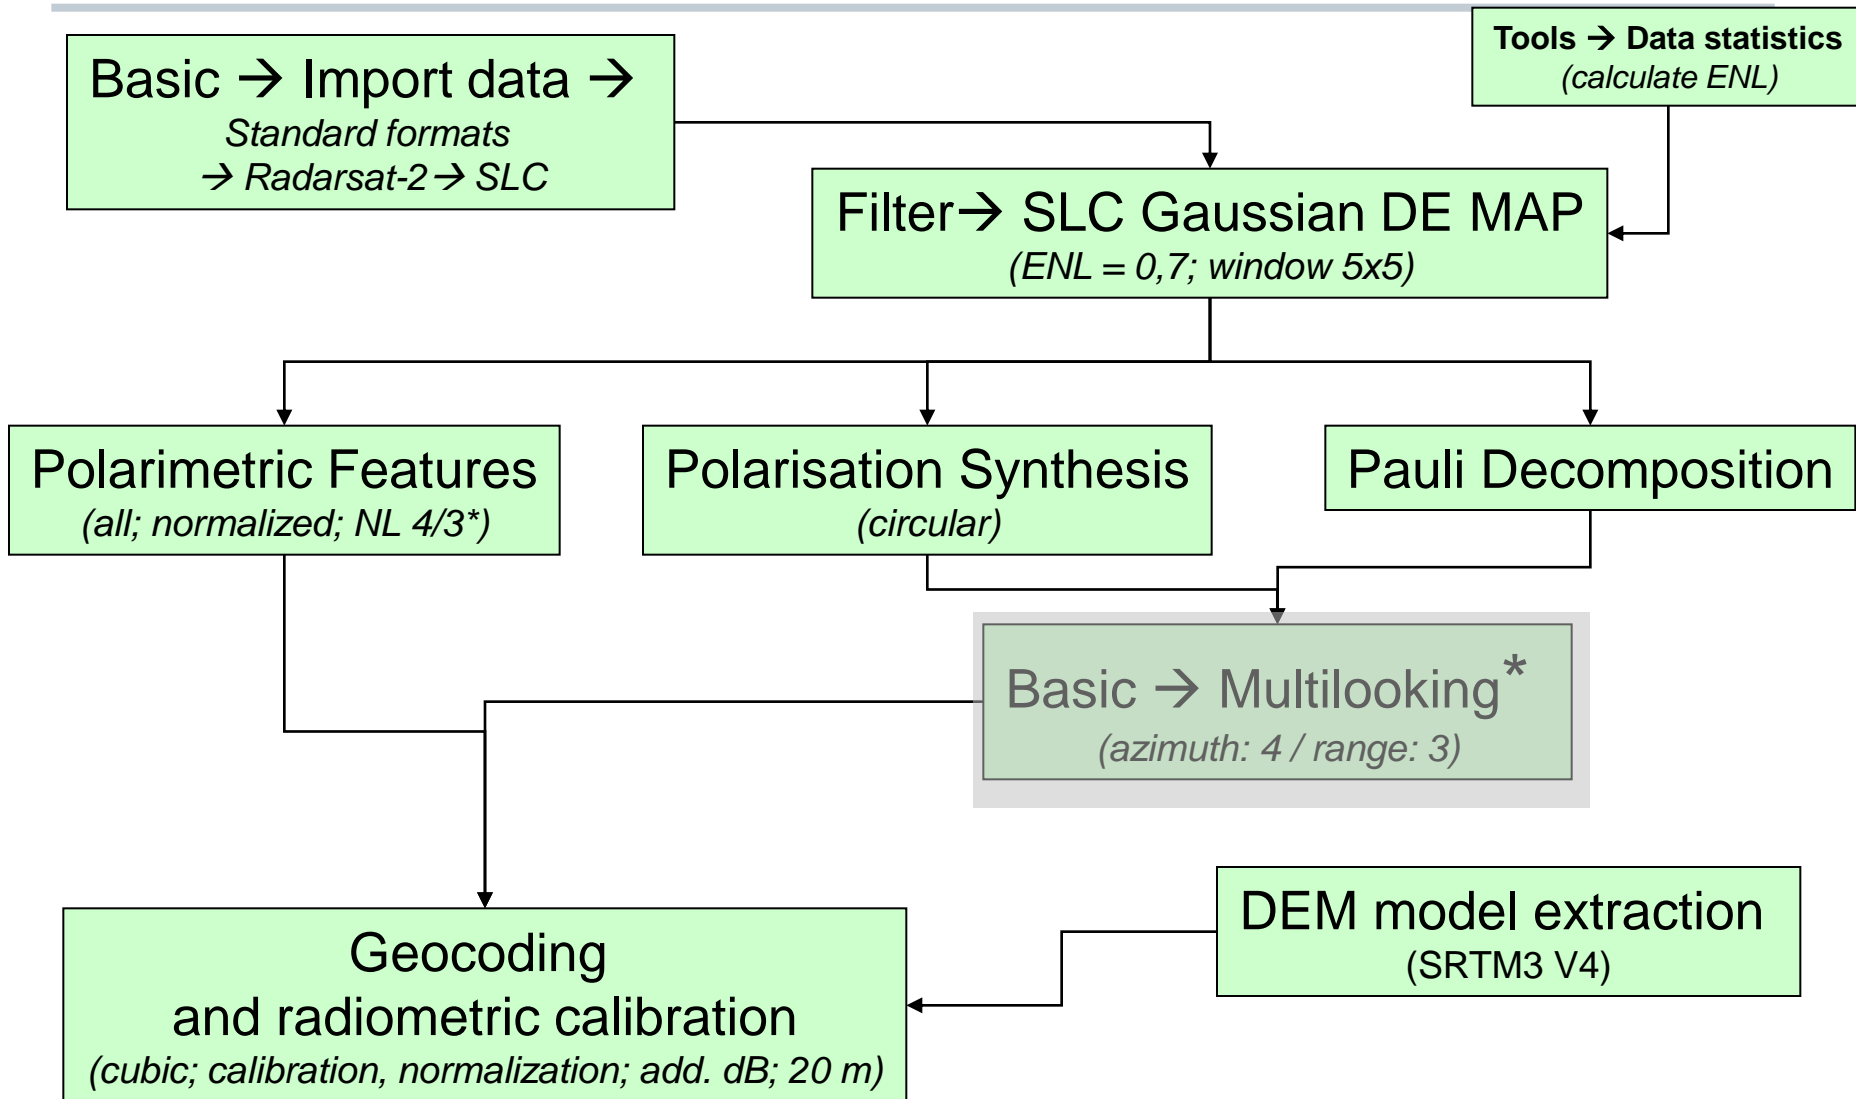 Basic → Import data →
Standard formats
→ Radarsat-2→ SLC
Tools → Data statistics
(calculate ENL)
Filter→ SLC Gaussian DE MAP
(ENL = 0,7; window 5x5)
Polarimetric Features
(all; normalized; NL 4/3*)
Polarisation Synthesis
(circular)
Pauli Decomposition
Basic → Multilooking*
(azimuth: 4 / range: 3)
DEM model extraction
(SRTM3 V4)
Geocoding
and radiometric calibration
(cubic; calibration, normalization; add. dB; 20 m)